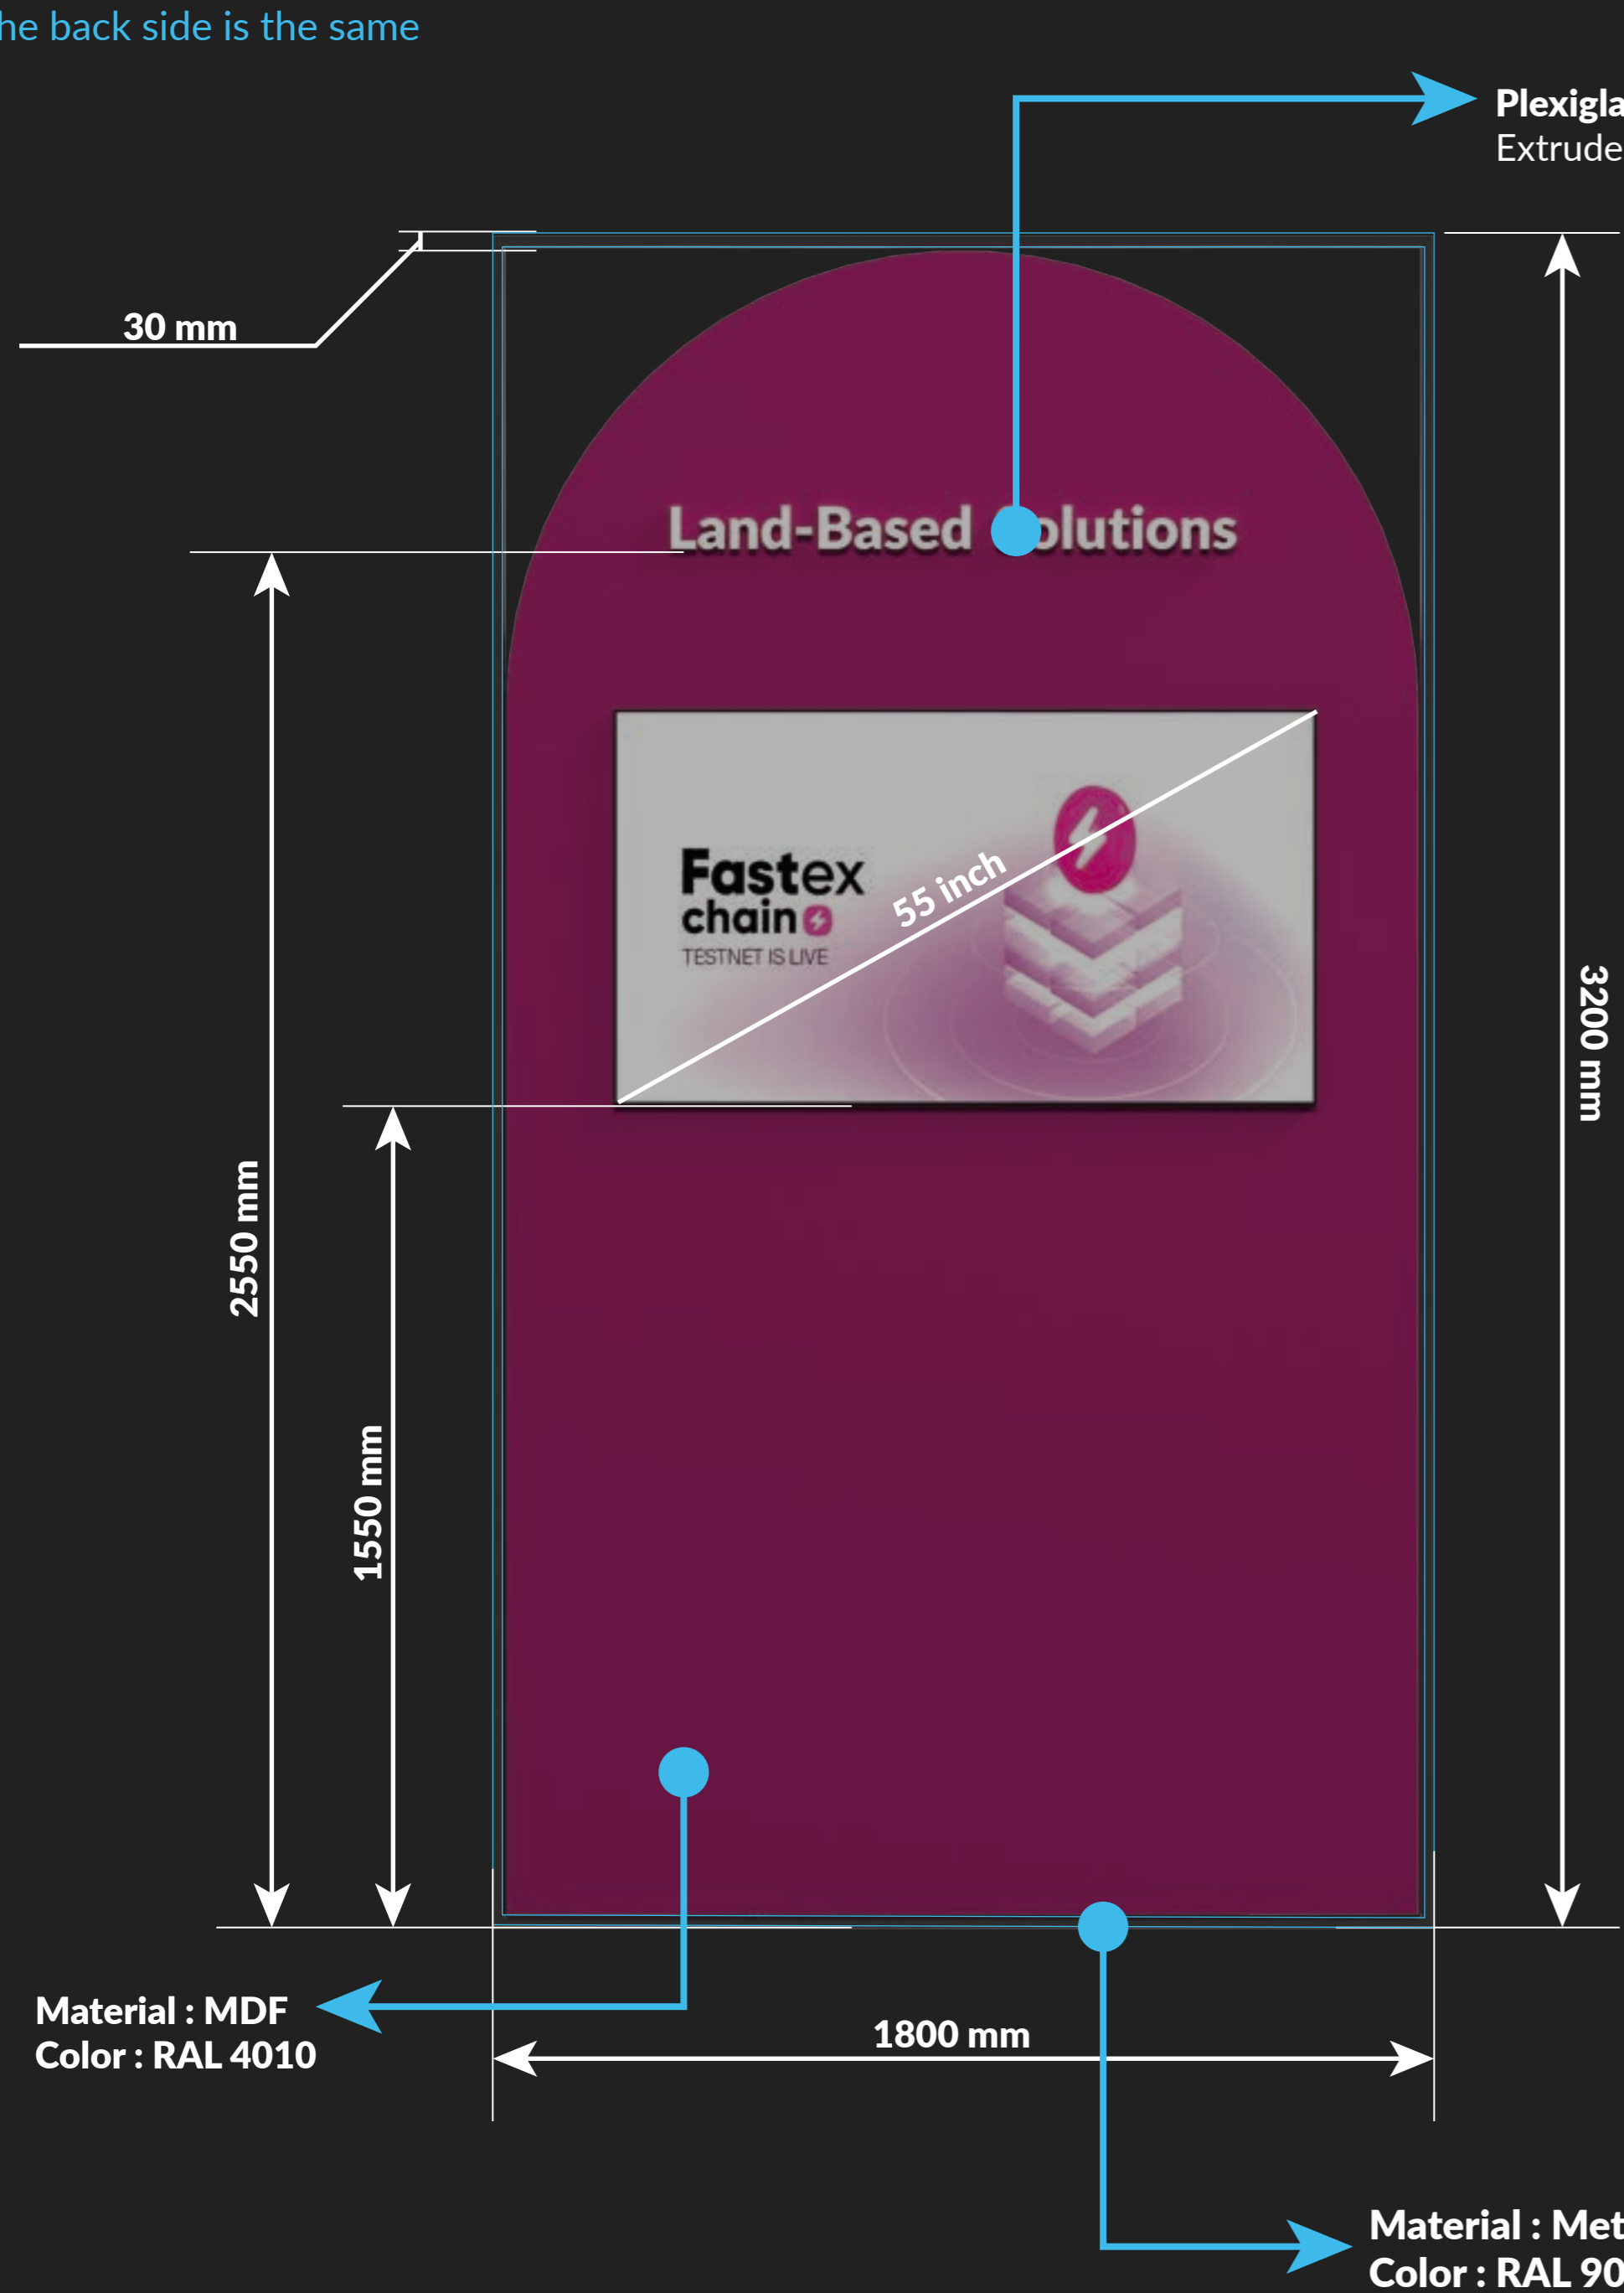 he back side is the same
Plexigla
Extrude
30 mm
Land-Based Solutions
55 inch
Fastex
chain
TESTNET IS LIVE
3200 mm
2550 mm
1550 mm
Material : MDF
Color : RAL 4010
1800 mm
Material : Met
Color : RAL 90